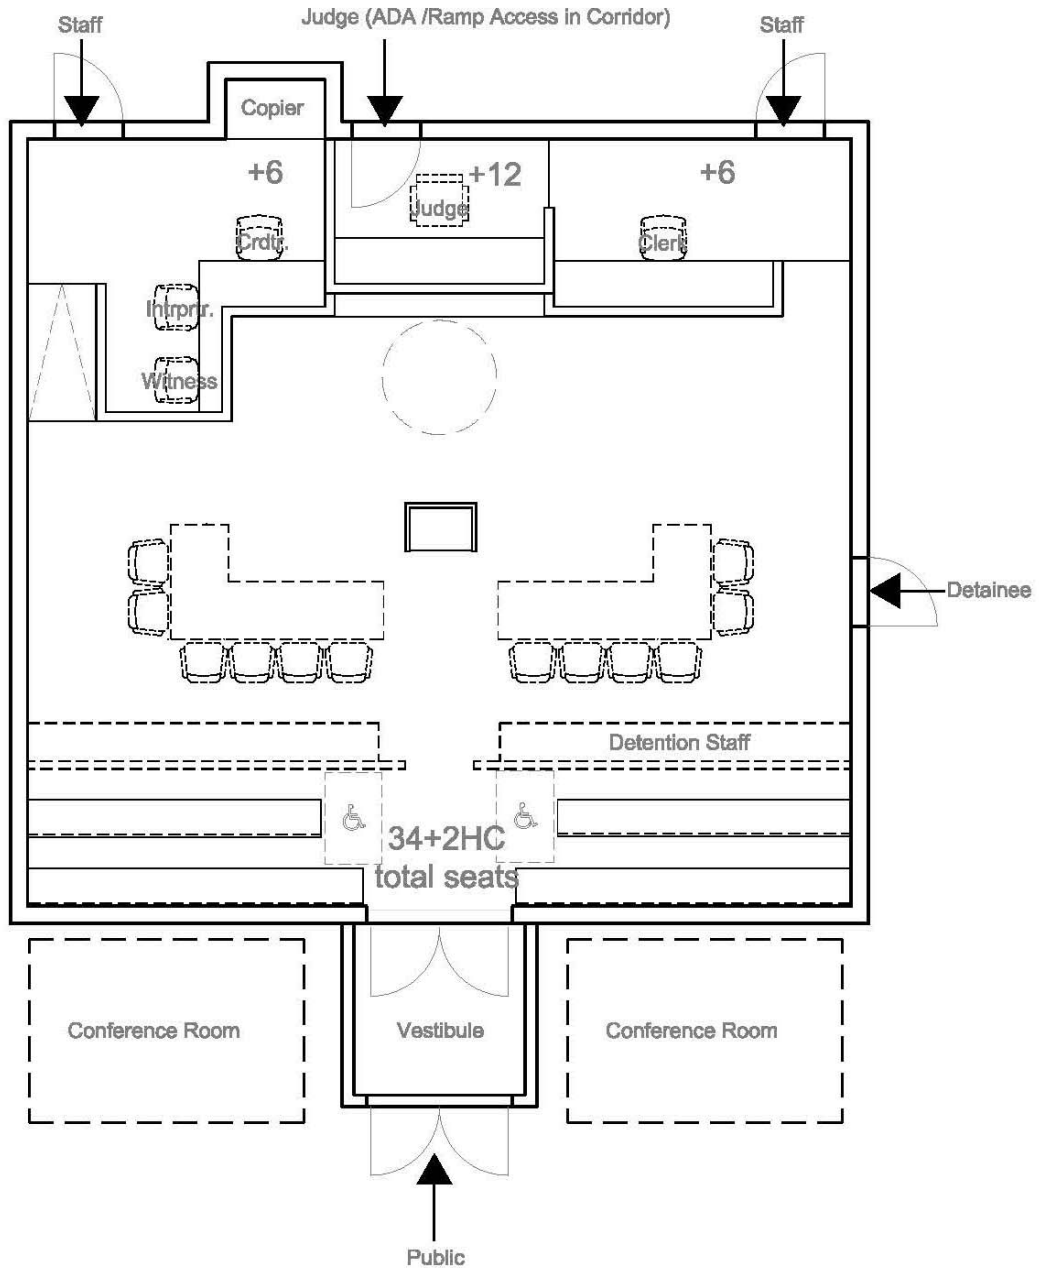 Staff
Judge (ADA /Ramp Access in Corridor)
Staff
Copier
+6
+12
+6
Judge
Crdtr.
Clerk
Intrprtr.
Witness
Detainee
Detention Staff
34+2HC
total seats
Conference Room
Vestibule
Conference Room
Public